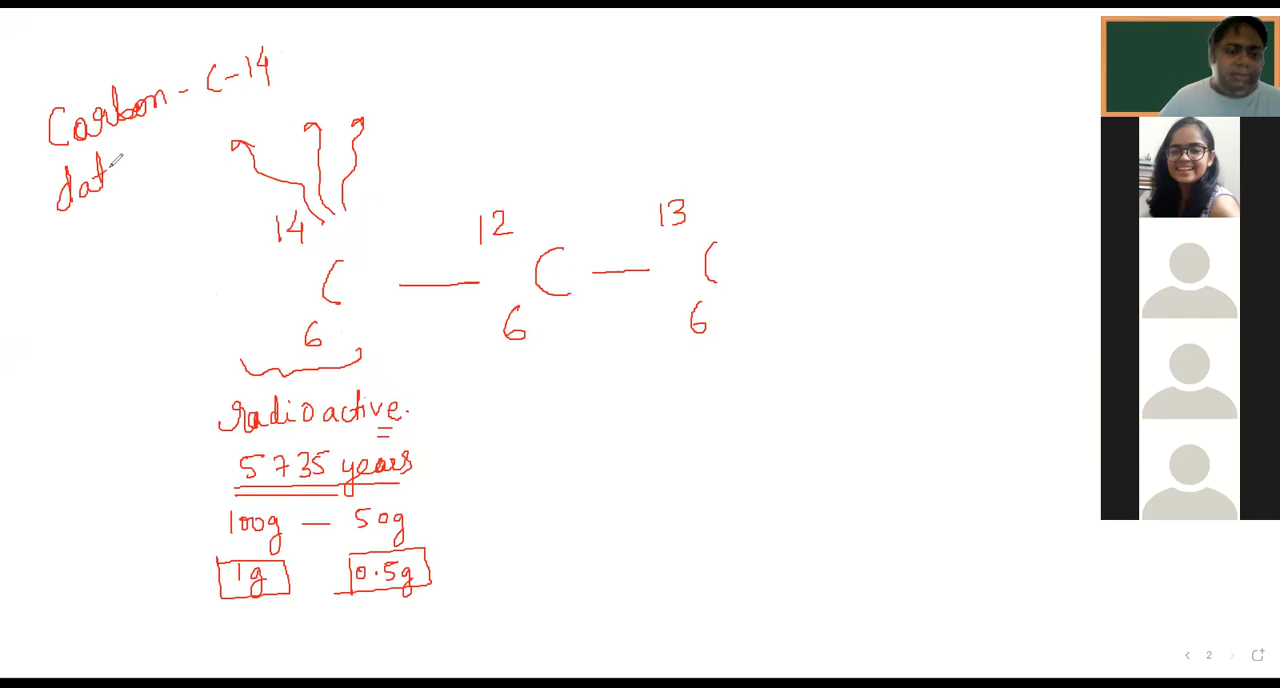 Carbon - C-14
dat
14 12 13
C — C — C
6 6 6
radioactive.
5735 years
100g — 50g
1g 0.5g
2